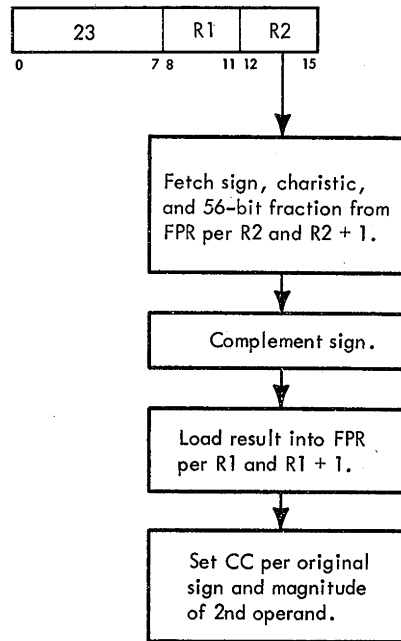 23 R1 R2
0 7 8 11 12 15
Fetch sign, charistic,
and 56-bit fraction from
FPR per R2 and R2 + 1.
Complement sign.
Load result into FPR
per R1 and R1 + 1.
Set CC per original
sign and magnitude
of 2nd operand.